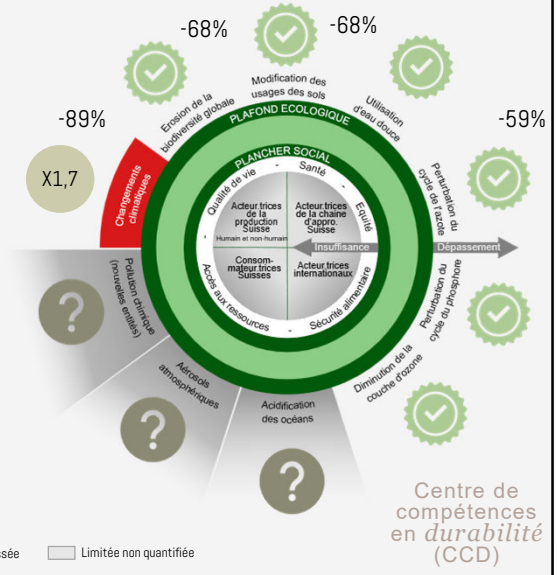 -68%
-68%
-89%
-59%
X1,7
Erosion de la
biodiversité globale
Modification des
usages des sols
Utilisation
d'eau douce
Perturbation du
cycle de l'azote
Perturbation du
cycle du phosphore
Diminution de la
couche d'ozone
Acidification
des océans
Aérosols
atmosphériques
Pollution chimique
(nouvelles entités)
Changements
climatiques
PLAFOND ECOLOGIQUE
PLANCHER SOCIAL
Qualité de vie
-
Santé
-
Equité
Sécurité alimentaire
-
Accès aux ressources
-
Acteur.trices
de la
production
Suisse
Humain et non-humain
Acteur.trices
de la chaine
d'appro.
Suisse
Consom-
mateur.trices
Suisses
Acteur.trices
internationaux
Insuffisance
Dépassement
?
?
?
Centre de
compétences
en durabilité
(CCD)
ssée
Limitée non quantifiée